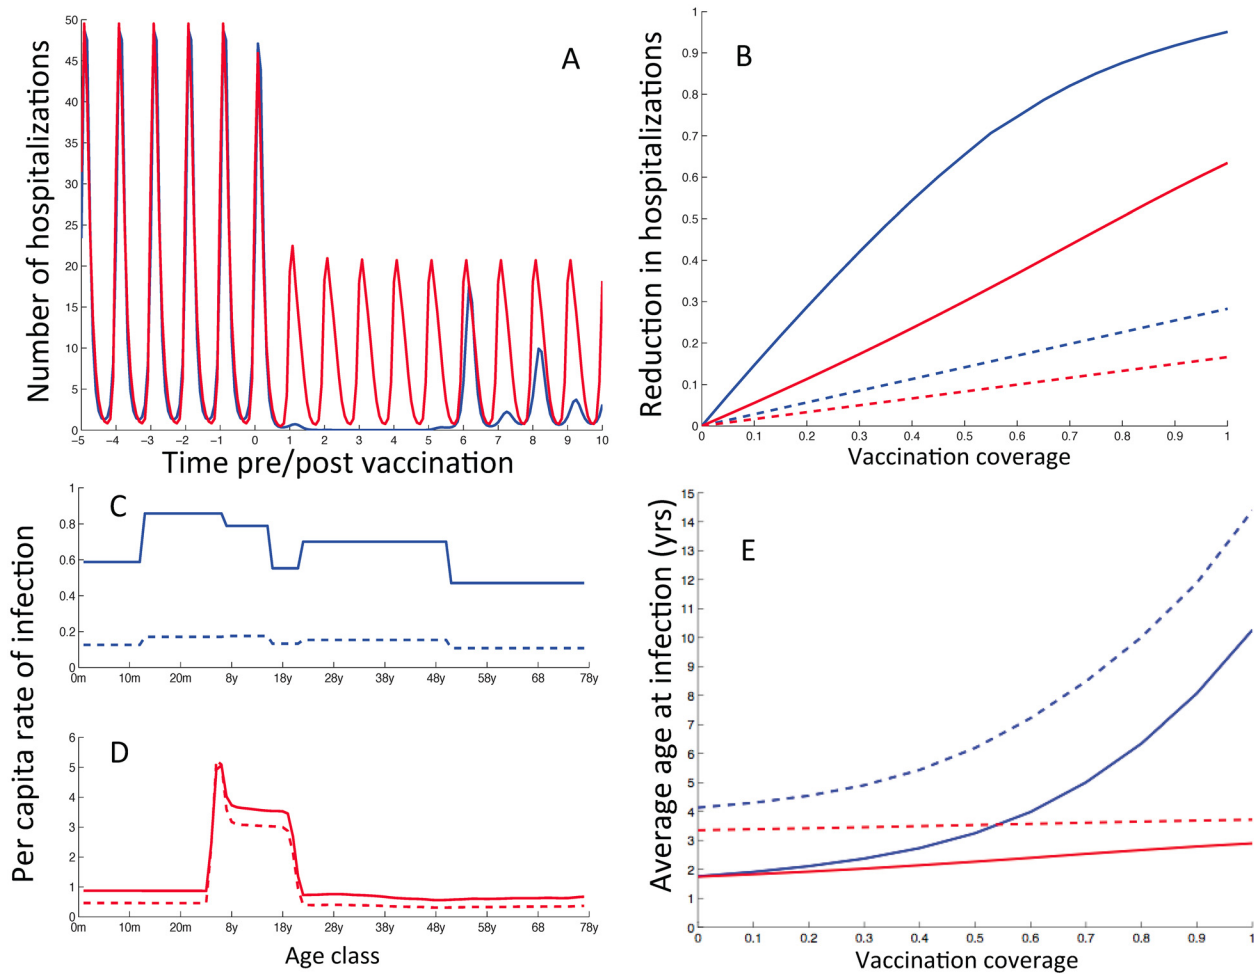 A
Number of hospitalizations
50
45
40
35
30
25
20
15
10
5
0
−5 −4 −3 −2 −1 0 1 2 3 4 5 6 7 8 9 10
Time pre/post vaccination
B
Reduction in hospitalizations
1
0.9
0.8
0.7
0.6
0.5
0.4
0.3
0.2
0.1
0
0 0.1 0.2 0.3 0.4 0.5 0.6 0.7 0.8 0.9 1
Vaccination coverage
Per capita rate of infection
C
1
0.8
0.6
0.4
0.2
0
0m 10m 20m 8y 18y 28y 38y 48y 58y 68 78y
D
6
5
4
3
2
1
0
0m 10m 20m 8y 18y 28y 38y 48y 58y 68 78y
Age class
E
Average age at infection (yrs)
15
14
13
12
11
10
9
8
7
6
5
4
3
2
1
0
0 0.1 0.2 0.3 0.4 0.5 0.6 0.7 0.8 0.9 1
Vaccination coverage